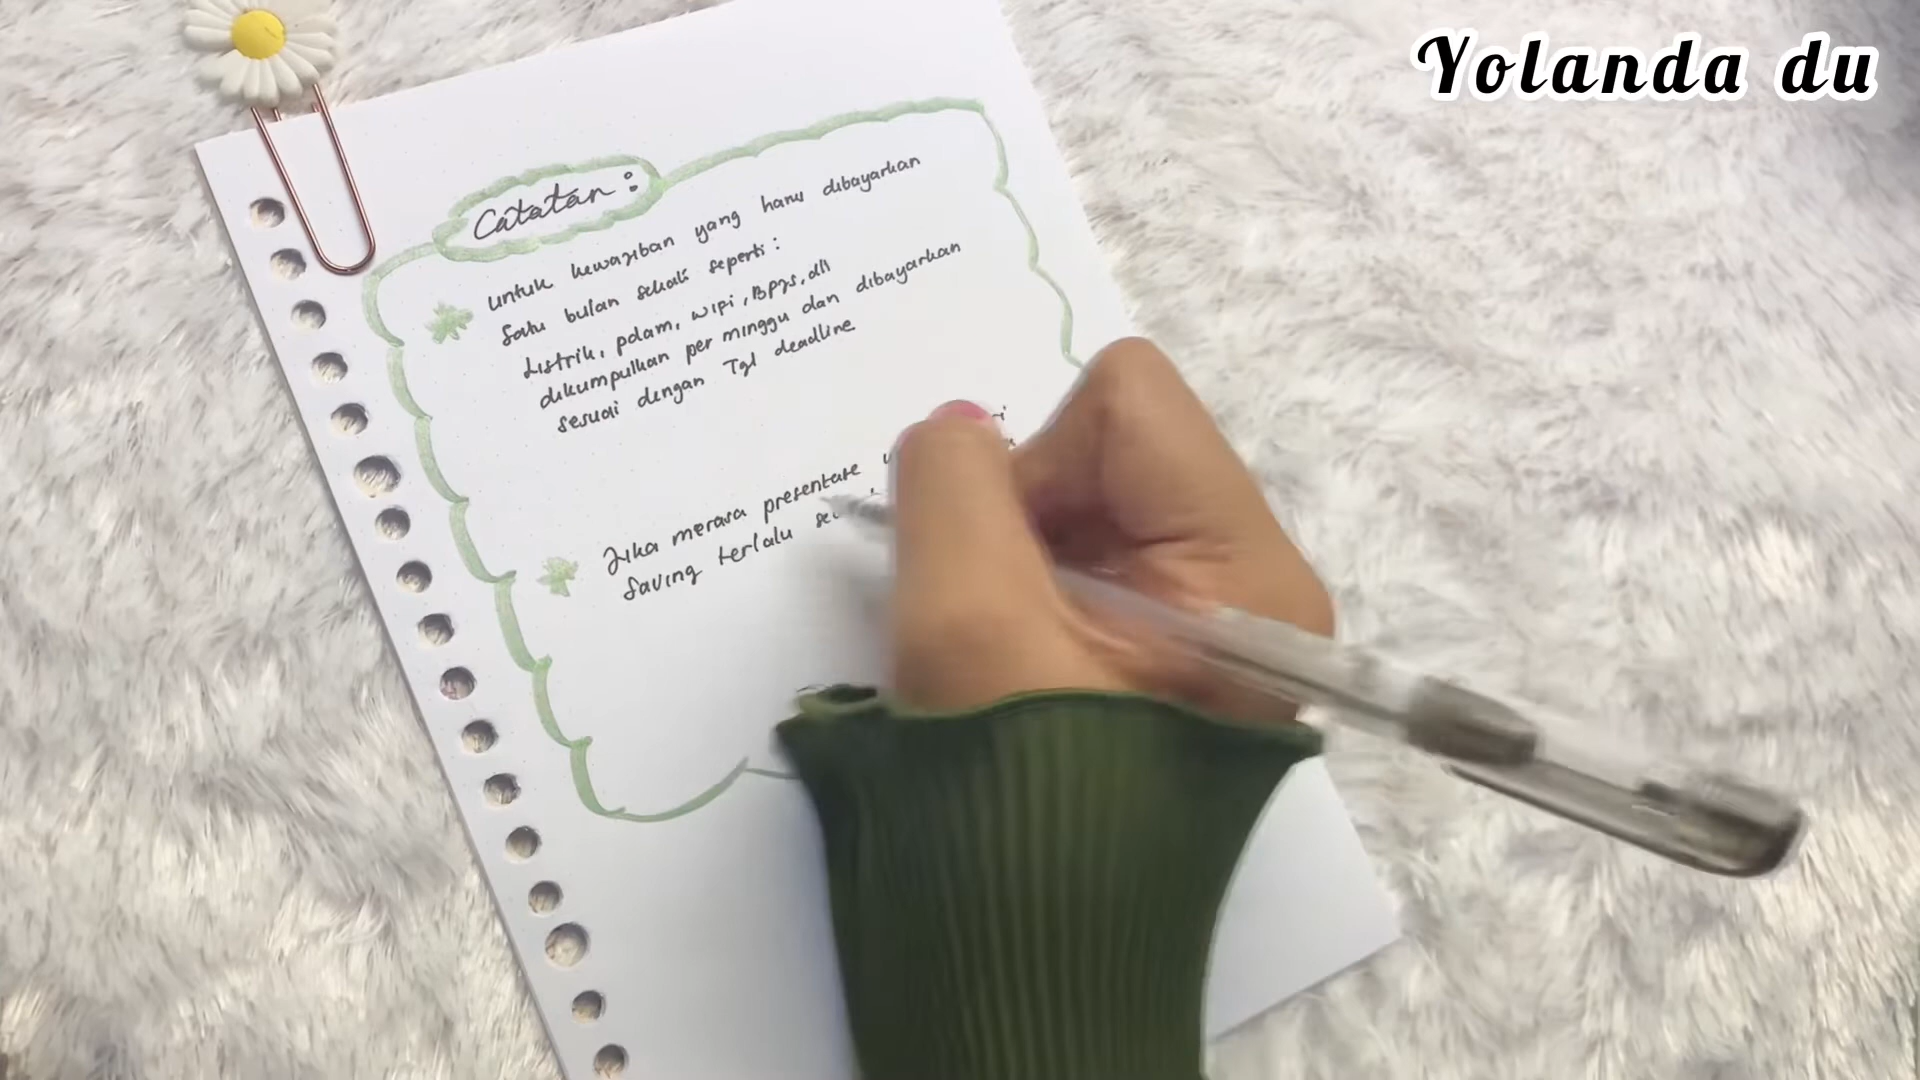 Yolanda du
Catatan :
untuk kewajiban yang harus dibayarkan
satu bulan sekali seperti :
Listrik, pdam, wifi, BPJS, dll
dikumpulkan per minggu dan dibayarkan
sesuai dengan Tgl deadline
Jika merasa presentase
saving terlalu